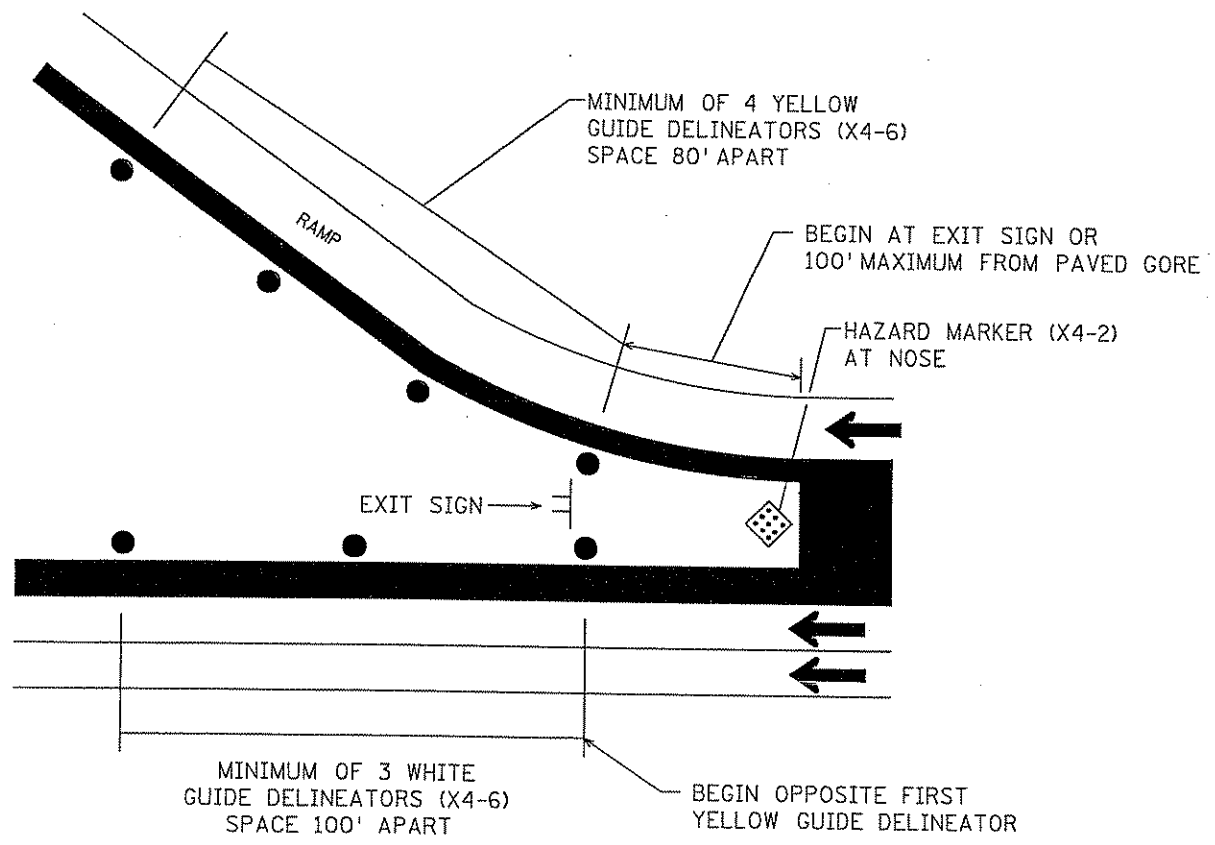 MINIMUM OF 4 YELLOW
GUIDE DELINEATORS (X4-6)
SPACE 80' APART
RAMP
BEGIN AT EXIT SIGN OR
100' MAXIMUM FROM PAVED GORE
HAZARD MARKER (X4-2)
AT NOSE
EXIT SIGN
MINIMUM OF 3 WHITE
GUIDE DELINEATORS (X4-6)
SPACE 100' APART
BEGIN OPPOSITE FIRST
YELLOW GUIDE DELINEATOR